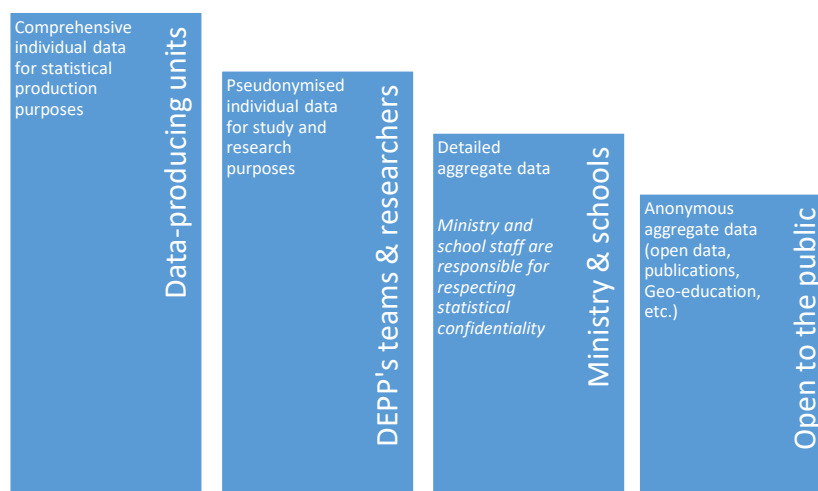 Comprehensive
individual data
for statistical
production
purposes
Data-producing units
Pseudonymised
individual data
for study and
research
purposes
DEPP's teams & researchers
Detailed
aggregate data
Ministry and
school staff are
responsible for
respecting
statistical
confidentiality
Ministry & schools
Anonymous
aggregate data
(open data,
publications,
Geo-education,
etc.)
Open to the public